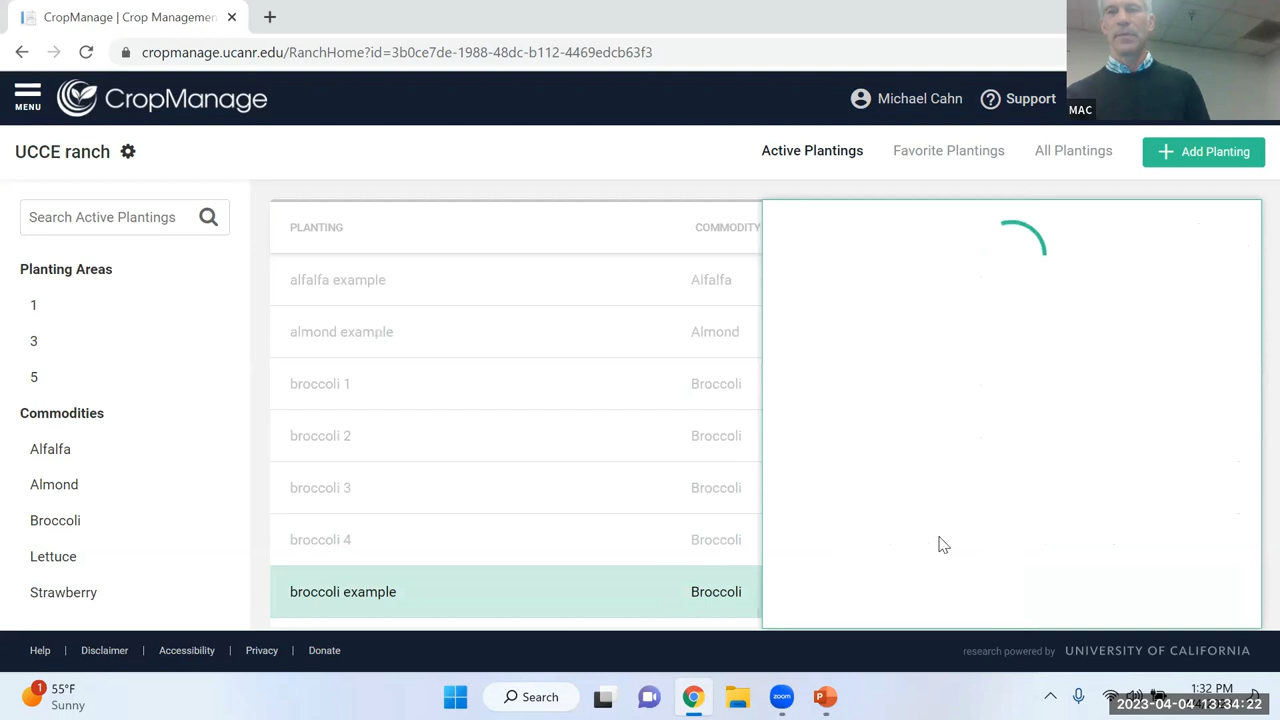 CropManage | Crop Management
cropmanage.ucanr.edu/RanchHome?id=3b0ce7de-1988-48dc-b112-4469edcb63f3
MENU
CropManage
Michael Cahn
Support
MAC
UCCE ranch
Active Plantings
Favorite Plantings
All Plantings
Add Planting
Search Active Plantings
Planting Areas
1
3
5
Commodities
Alfalfa
Almond
Broccoli
Lettuce
Strawberry
PLANTING COMMODITY
alfalfa example Alfalfa
almond example Almond
broccoli 1 Broccoli
broccoli 2 Broccoli
broccoli 3 Broccoli
broccoli 4 Broccoli
broccoli example Broccoli
Help | Disclaimer | Accessibility | Privacy | Donate
research powered by UNIVERSITY OF CALIFORNIA
1
55°F
Sunny
Search
zoom
1:32 PM
2023-04-04 13:34:22